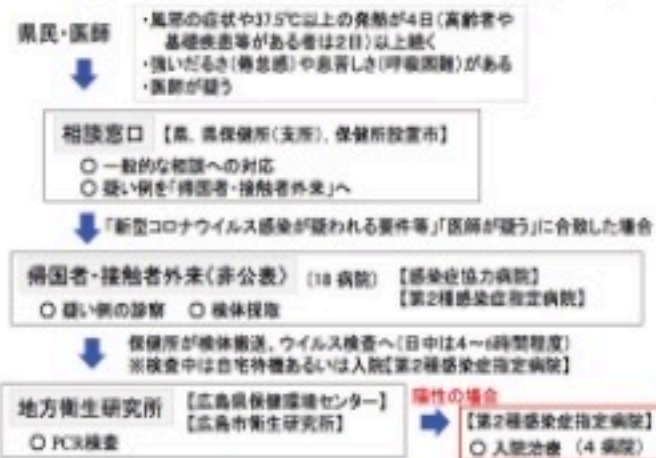 県民・医師
・風邪の症状や37.5℃以上の発熱が4日(高齢者や
基礎疾患等がある者は2日)以上続く
・強いだるさ(倦怠感)や息苦しさ(呼吸困難)がある
・医師が疑う
相談窓口 【県、県保健所(支所)、保健所設置市】
○ 一般的な相談への対応
○ 疑い例を「帰国者・接触者外来」へ
「新型コロナウイルス感染が疑われる要件等」「医師が疑う」に合致した場合
帰国者・接触者外来(非公表) (18 病院) 【感染症協力病院】
【第2種感染症指定病院】
○ 疑い例の診察 ○ 検体採取
保健所が検体搬送、ウイルス検査へ(日中は4~6時間程度)
※検査中は自宅待機あるいは入院【第2種感染症指定病院】
地方衛生研究所 【広島県保健環境センター】
【広島市衛生研究所】
○ PCR検査
陽性の場合
【第2種感染症指定病院】
○ 入院治療 (4 病院)